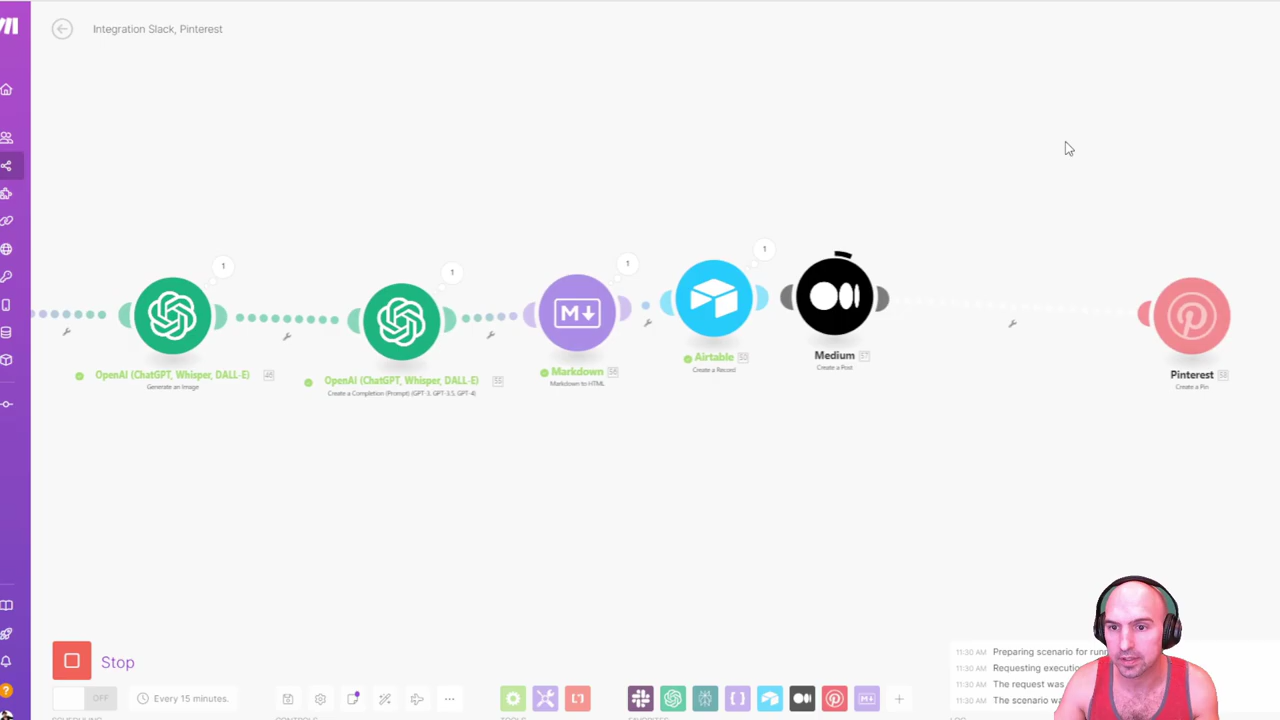 Integration Slack, Pinterest
1
1
1
1
OpenAI (ChatGPT, Whisper, DALL-E)
Generate an Image
OpenAI (ChatGPT, Whisper, DALL-E)
Create a Completion (Prompt) (GPT-3, GPT-3.5, GPT-4)
M
Markdown
Markdown to HTML
Airtable
Create a Record
Medium
Create a Post
Pinterest
Create a Pin
Stop
OFF
Every 15 minutes.
11:30 AM Preparing scenario for
11:30 AM Requesting
11:30 AM The request was
11:30 AM The scenario